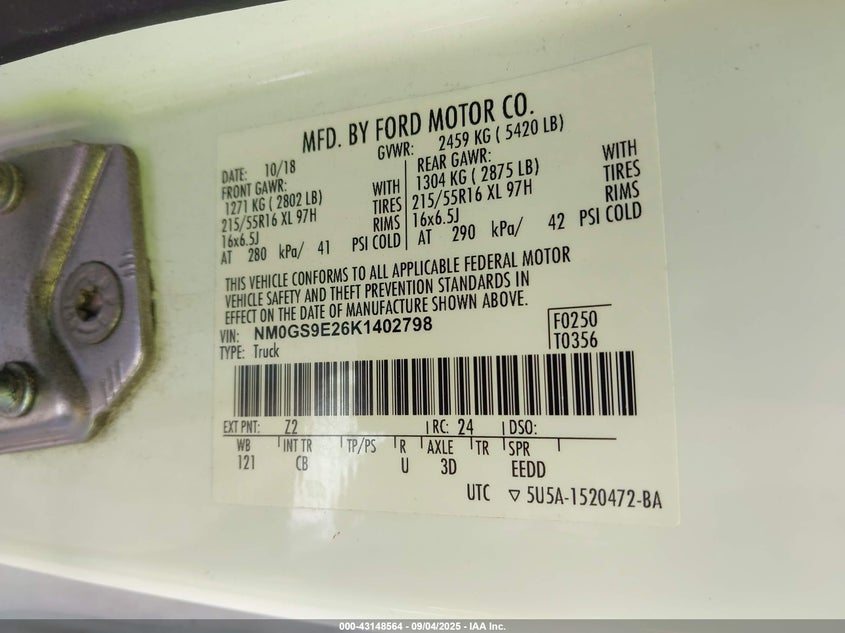 MFD. BY FORD MOTOR CO.
DATE: 10/18 GVWR: 2459 KG ( 5420 LB)
FRONT GAWR: REAR GAWR:
1271 KG ( 2802 LB) WITH 1304 KG ( 2875 LB) WITH
215/55R16 XL 97H TIRES 215/55R16 XL 97H TIRES
16x6.5J RIMS 16x6.5J RIMS
AT 280 kPa/ 41 PSI COLD AT 290 kPa/ 42 PSI COLD
THIS VEHICLE CONFORMS TO ALL APPLICABLE FEDERAL MOTOR
VEHICLE SAFETY AND THEFT PREVENTION STANDARDS IN
EFFECT ON THE DATE OF MANUFACTURE SHOWN ABOVE.
VIN: NM0GS9E26K1402798 F0250
TYPE: Truck T0356
EXT PNT: Z2 RC: 24 DSO:
WB INT TR TP/PS R AXLE TR SPR
121 CB U 3D EEDD
UTC ▽ 5U5A-1520472-BA
000-43148564 - 09/04/2025 - IAA Inc.